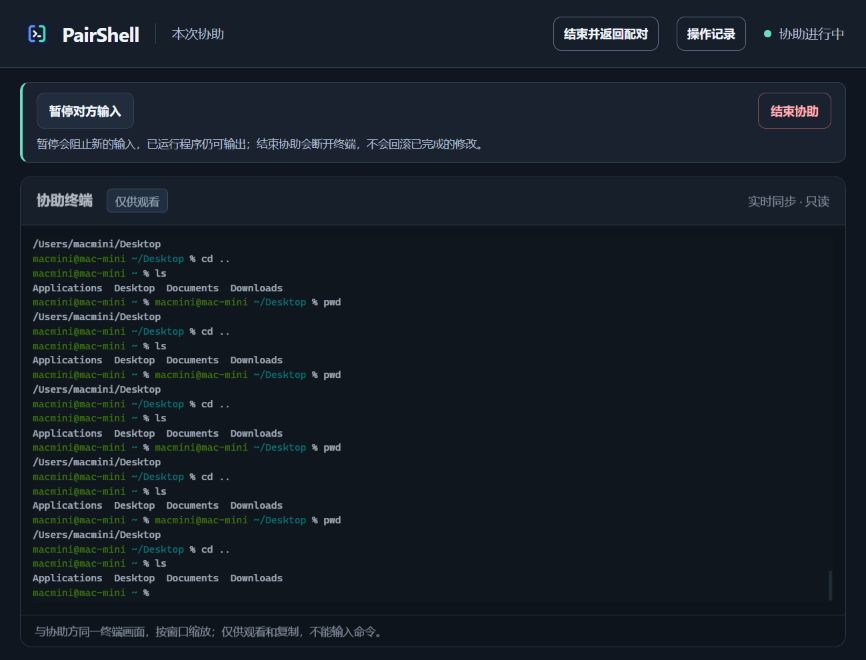 PairShell 本次协助 结束并返回配对 操作记录 协助进行中
暂停对方输入 结束协助
暂停会阻止新的输入，已运行程序仍可输出；结束协助会断开终端，不会回滚已完成的修改。
协助终端 仅供观看 实时同步 · 只读
/Users/macmini/Desktop
macmini@mac-mini ~/Desktop % cd ..
macmini@mac-mini ~ % ls
Applications Desktop Documents Downloads
macmini@mac-mini ~ % macmini@mac-mini ~/Desktop % pwd
/Users/macmini/Desktop
macmini@mac-mini ~/Desktop % cd ..
macmini@mac-mini ~ % ls
Applications Desktop Documents Downloads
macmini@mac-mini ~ % macmini@mac-mini ~/Desktop % pwd
/Users/macmini/Desktop
macmini@mac-mini ~/Desktop % cd ..
macmini@mac-mini ~ % ls
Applications Desktop Documents Downloads
macmini@mac-mini ~ % macmini@mac-mini ~/Desktop % pwd
/Users/macmini/Desktop
macmini@mac-mini ~/Desktop % cd ..
macmini@mac-mini ~ % ls
Applications Desktop Documents Downloads
macmini@mac-mini ~ % macmini@mac-mini ~/Desktop % pwd
/Users/macmini/Desktop
macmini@mac-mini ~/Desktop % cd ..
macmini@mac-mini ~ % ls
Applications Desktop Documents Downloads
macmini@mac-mini ~ %
与协助方同一终端画面，按窗口缩放；仅供观看和复制，不能输入命令。